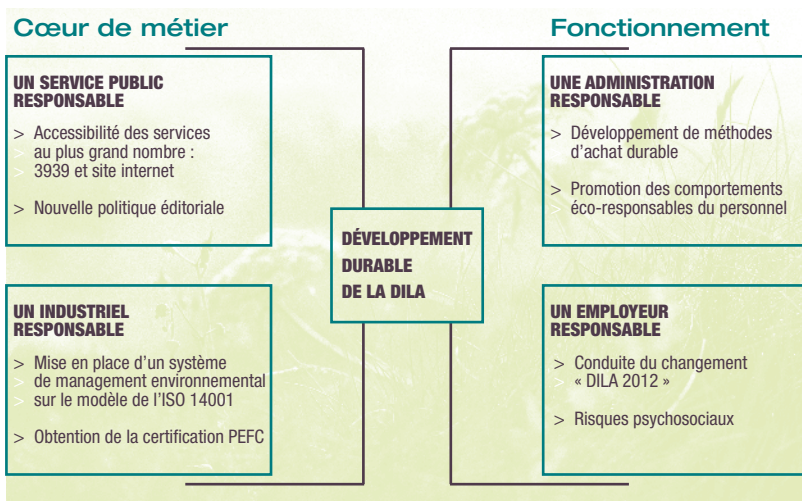 Cœur de métier
UN SERVICE PUBLIC
RESPONSABLE
> Accessibilité des services
> au plus grand nombre :
> 3939 et site internet
> Nouvelle politique éditoriale
UN INDUSTRIEL
RESPONSABLE
> Mise en place d’un système
> de management environnemental
> sur le modèle de l’ISO 14001
> Obtention de la certification PEFC
DÉVELOPPEMENT
DURABLE
DE LA DILA
Fonctionnement
UNE ADMINISTRATION
RESPONSABLE
> Développement de méthodes
d’achat durable
> Promotion des comportements
> éco-responsables du personnel
UN EMPLOYEUR
RESPONSABLE
> Conduite du changement
> « DILA 2012 »
> Risques psychosociaux